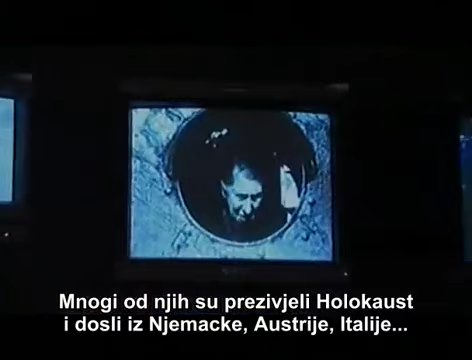 Mnogi od njih su prezivjeli Holokaust
i dosli iz Njemacke, Austrije, Italije...